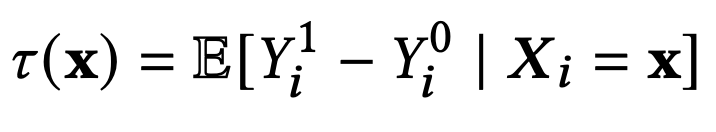 τ(𝐱) = 𝔼[Y_i^1 − Y_i^0 | 𝑿_i = 𝐱]